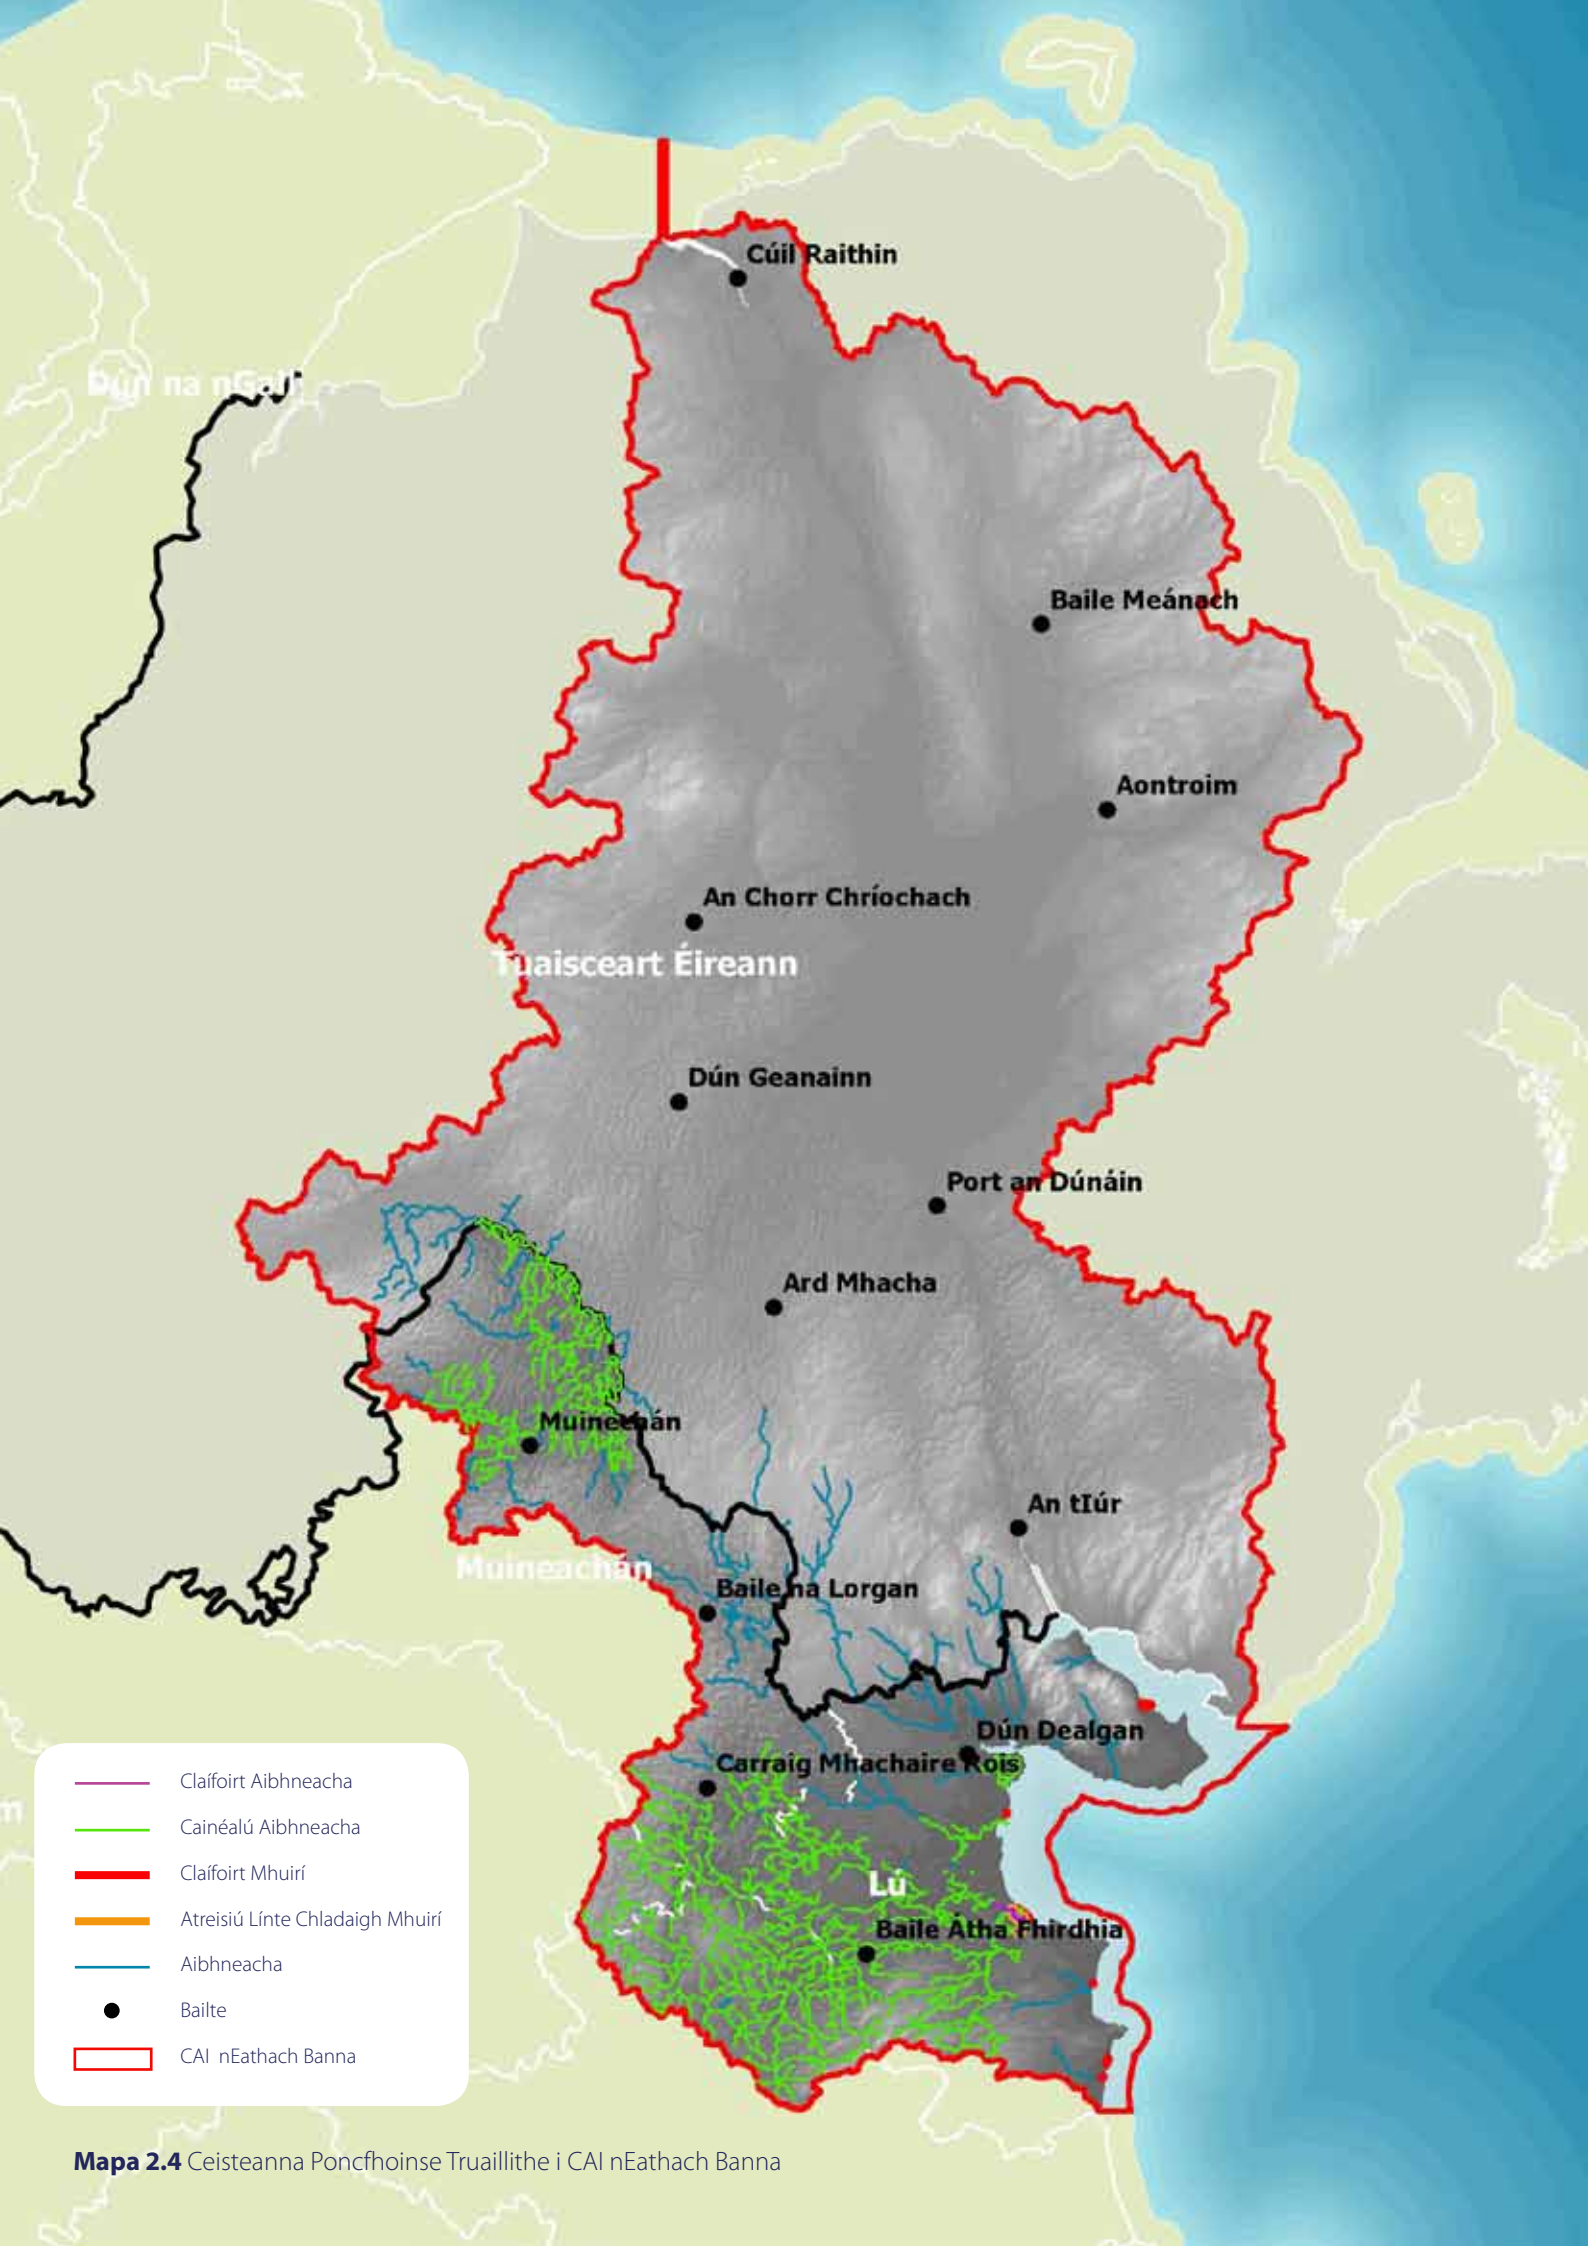 Cúil Raithin
Dún na nGall
Baile Meánach
Aontroim
An Chorr Chríochach
Tuaisceart Éireann
Dún Geanainn
Port an Dúnáin
Ard Mhacha
Muineachán
An tIúr
Muineachán
Baile na Lorgan
Dún Dealgan
Carraig Mhachaire Rois
Lú
Baile Átha Fhirdhia
m
Claífoirt Aibhneacha
Cainéalú Aibhneacha
Claífoirt Mhuirí
Atreisiú Línte Chladaigh Mhuirí
Aibhneacha
Bailte
CAI nEathach Banna
Mapa 2.4 Ceisteanna Poncfhoinse Truaillithe i CAI nEathach Banna